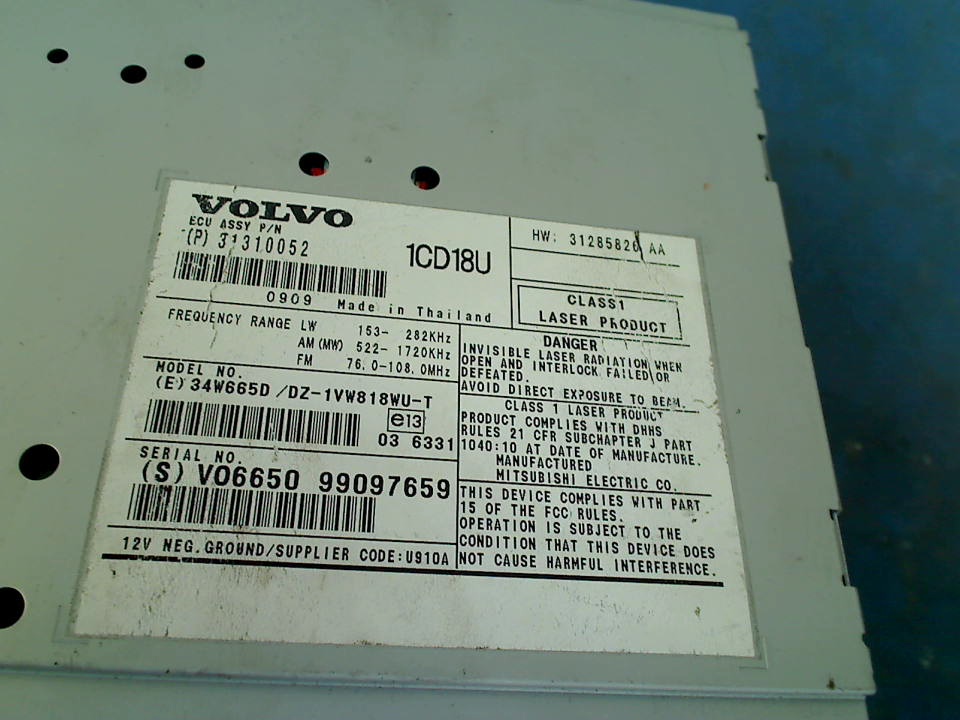 VOLVO
ECU ASSY P/N
(P) 31310052
1CD18U
0909 Made in Thailand
HW: 31285820 AA
CLASS1
LASER PRODUCT
FREQUENCY RANGE LW 153- 282KHz
AM (MW) 522- 1720KHz
FM 76.0-108.0MHz
MODEL NO.
(E) 34W665D /DZ-1VW818WU-T
e13
03 6331
SERIAL NO.
(S) VO6650 99097659
12V NEG.GROUND/SUPPLIER CODE:U910A
DANGER
INVISIBLE LASER RADIATION WHEN
OPEN AND INTERLOCK FAILED OR
DEFEATED.
AVOID DIRECT EXPOSURE TO BEAM.
CLASS 1 LASER PRODUCT
PRODUCT COMPLIES WITH DHHS
RULES 21 CFR SUBCHAPTER J PART
1040:10 AT DATE OF MANUFACTURE.
MANUFACTURED
MITSUBISHI ELECTRIC CO.
THIS DEVICE COMPLIES WITH PART
15 OF THE FCC RULES.
OPERATION IS SUBJECT TO THE
CONDITION THAT THIS DEVICE DOES
NOT CAUSE HARMFUL INTERFERENCE.